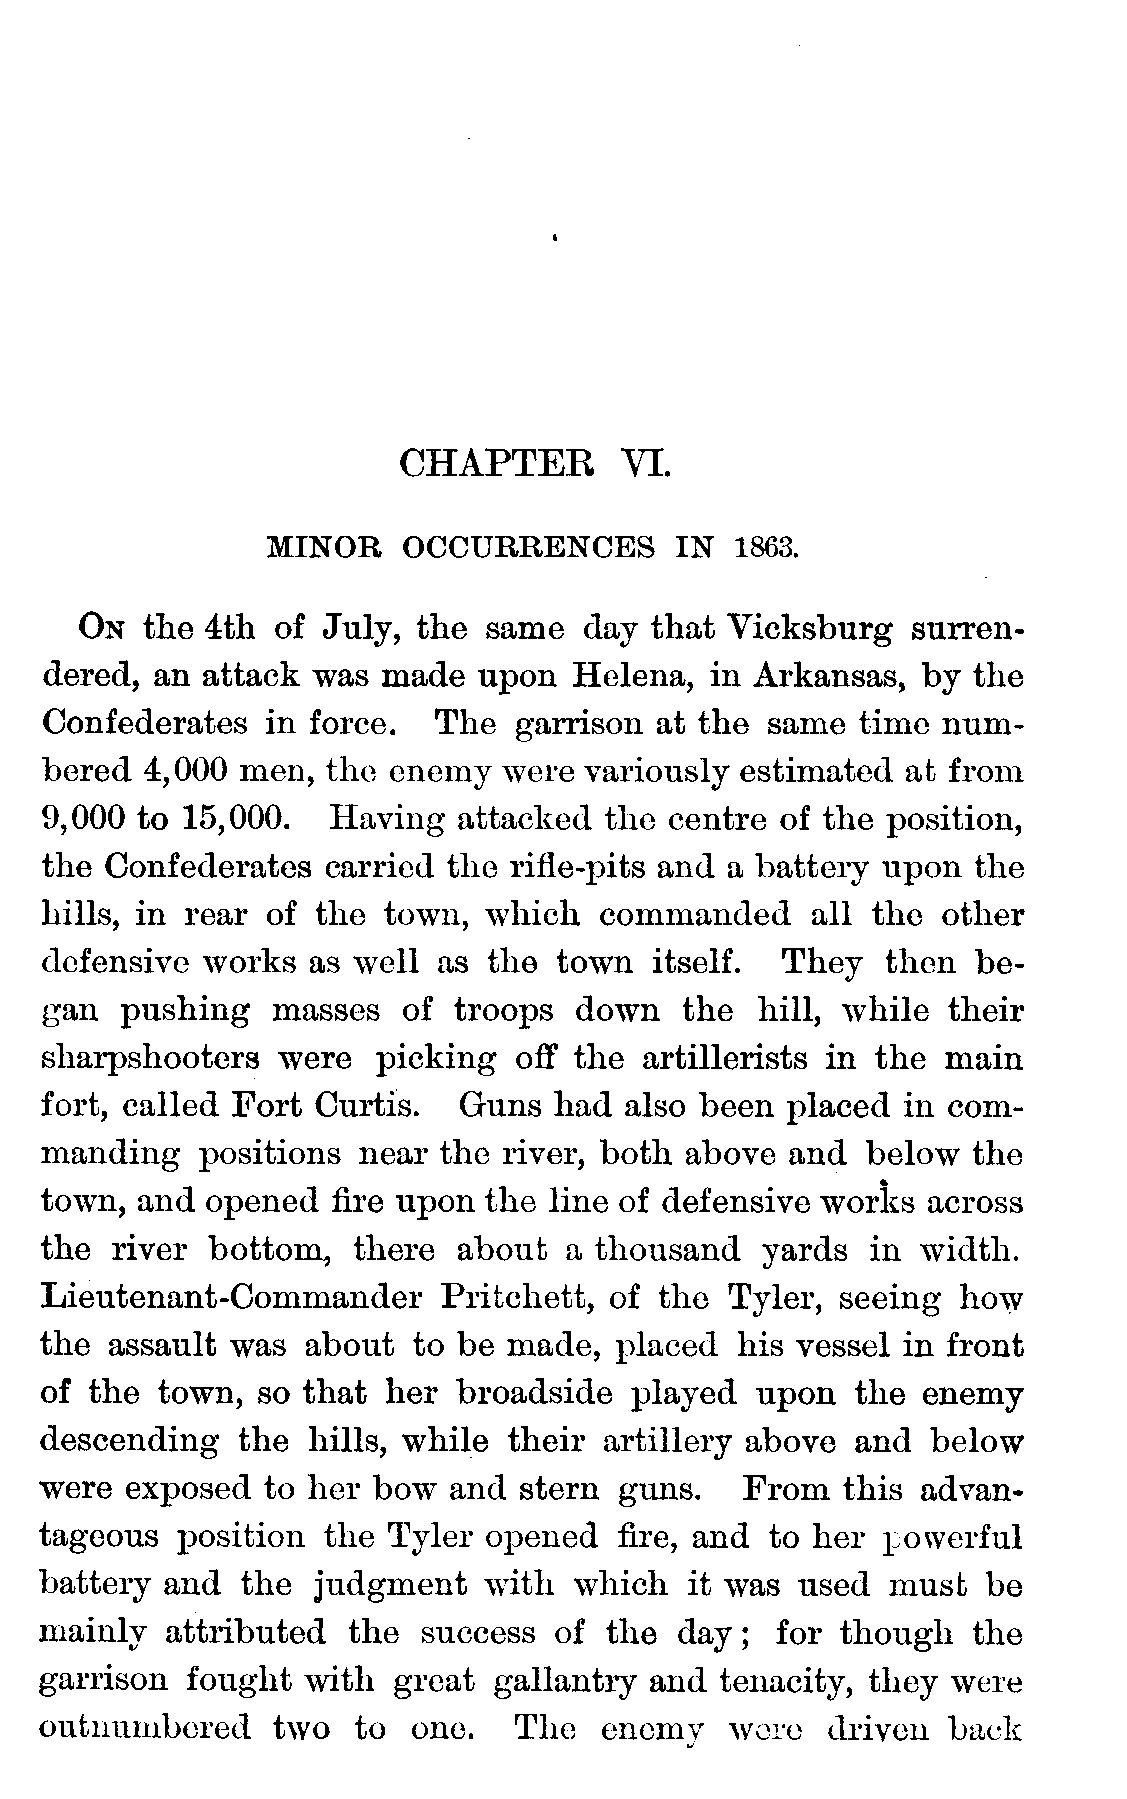 CHAPTER VI.
MINOR OCCURRENCES IN 1863.
ON the 4th of July, the same day that Vicksburg surren-
dered, an attack was made upon Helena, in Arkansas, by the
Confederates in force. The garrison at the same time num-
bered 4,000 men, the enemy were variously estimated at from
9,000 to 15,000. Having attacked the centre of the position,
the Confederates carried the rifle-pits and a battery upon the
hills, in rear of the town, which commanded all the other
defensive works as well as the town itself. They then be-
gan pushing masses of troops down the hill, while their
sharpshooters were picking off the artillerists in the main
fort, called Fort Curtis. Guns had also been placed in com-
manding positions near the river, both above and below the
town, and opened fire upon the line of defensive works across
the river bottom, there about a thousand yards in width.
Lieutenant-Commander Pritchett, of the Tyler, seeing how
the assault was about to be made, placed his vessel in front
of the town, so that her broadside played upon the enemy
descending the hills, while their artillery above and below
were exposed to her bow and stern guns. From this advan-
tageous position the Tyler opened fire, and to her powerful
battery and the judgment with which it was used must be
mainly attributed the success of the day; for though the
garrison fought with great gallantry and tenacity, they were
outnumbered two to one. The enemy were driven back